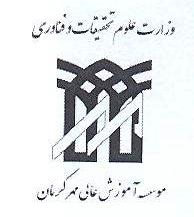 وزارت علوم تحقیقات و فناوری
موسسه آموزش عالی مهر کرمان